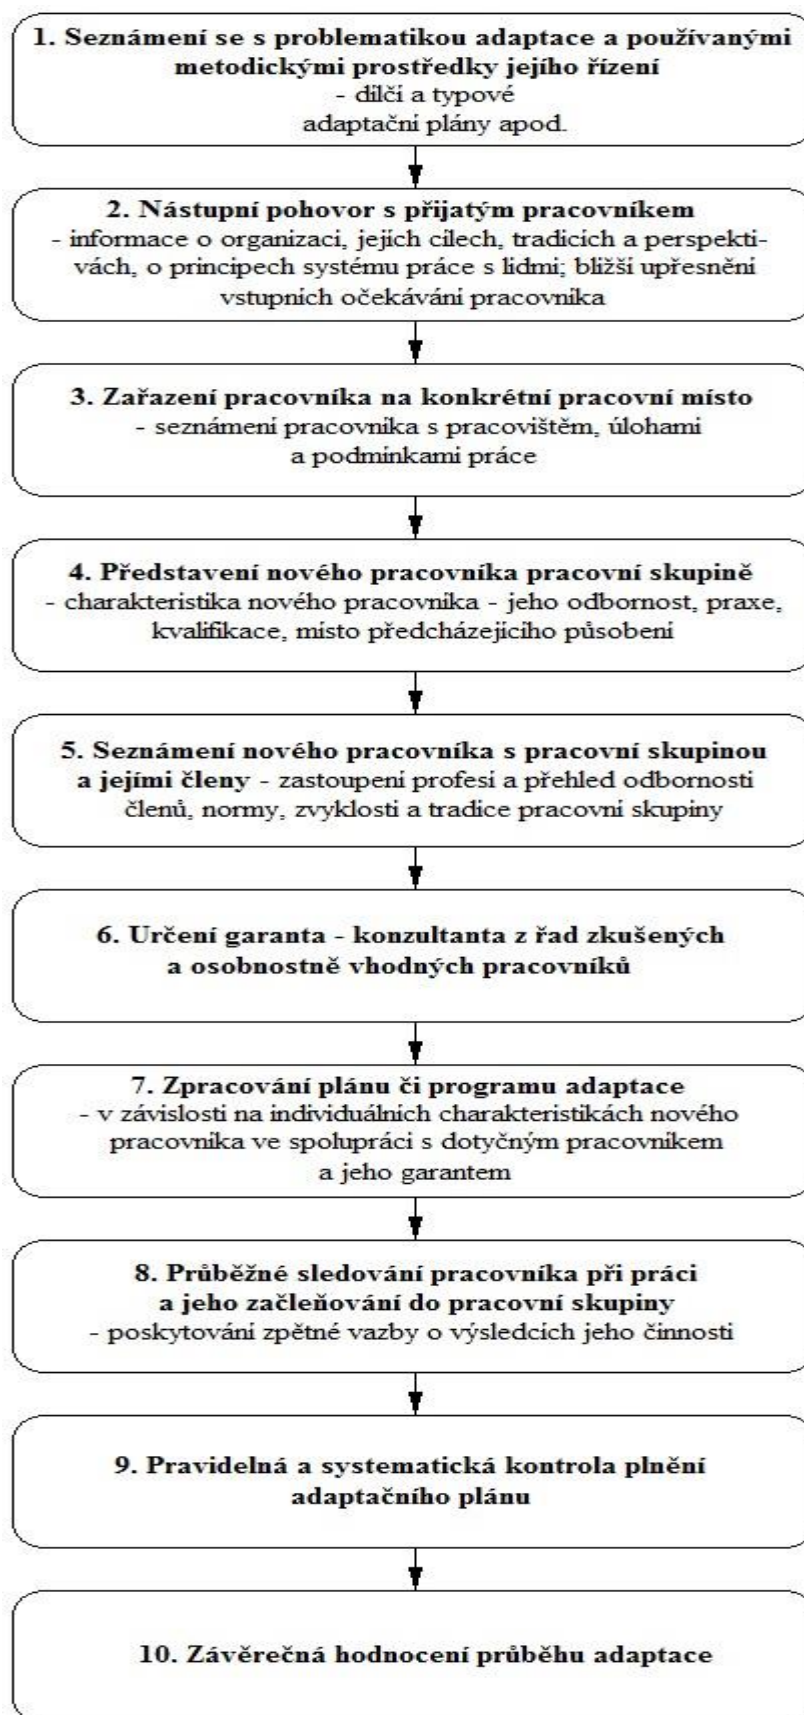 1. Seznámení se s problematikou adaptace a používanými
metodickými prostředky jejího řízení
- dílčí a typové
adaptační plány apod.
2. Nástupní pohovor s přijatým pracovníkem
- informace o organizaci, jejích cílech, tradicích a perspekti-
vách, o principech systému práce s lidmi; bližší upřesnění
vstupních očekávání pracovníka
3. Zařazení pracovníka na konkrétní pracovní místo
- seznámení pracovníka s pracovištěm, úlohami
a podmínkami práce
4. Představení nového pracovníka pracovní skupině
- charakteristika nového pracovníka - jeho odbornost, praxe,
kvalifikace, místo předcházejícího působení
5. Seznámení nového pracovníka s pracovní skupinou
a jejími členy - zastoupení profesí a přehled odborností
členů, normy, zvyklosti a tradice pracovní skupiny
6. Určení garanta - konzultanta z řad zkušených
a osobnostně vhodných pracovníků
7. Zpracování plánu či programu adaptace
- v závislosti na individuálních charakteristikách nového
pracovníka ve spolupráci s dotyčným pracovníkem
a jeho garantem
8. Průběžné sledování pracovníka při práci
a jeho začleňování do pracovní skupiny
- poskytování zpětné vazby o výsledcích jeho činnosti
9. Pravidelná a systematická kontrola plnění
adaptačního plánu
10. Závěrečná hodnocení průběhu adaptace